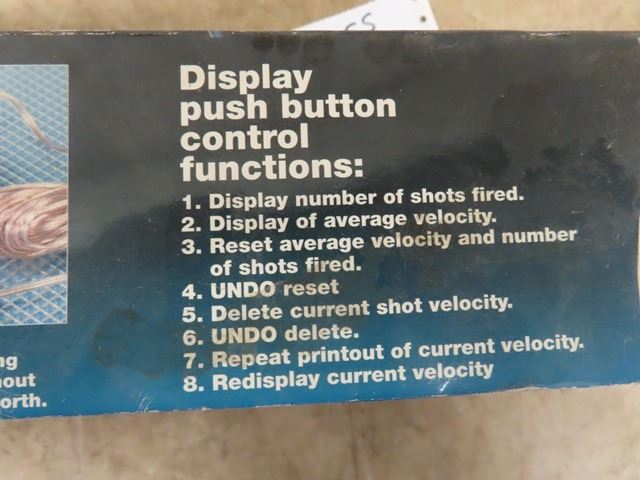 ss
Display
push button
control
functions:
1. Display number of shots fired.
2. Display of average velocity.
3. Reset average velocity and number
of shots fired.
4. UNDO reset
5. Delete current shot velocity.
6. UNDO delete.
7. Repeat printout of current velocity.
8. Redisplay current velocity
ng
hout
orth.